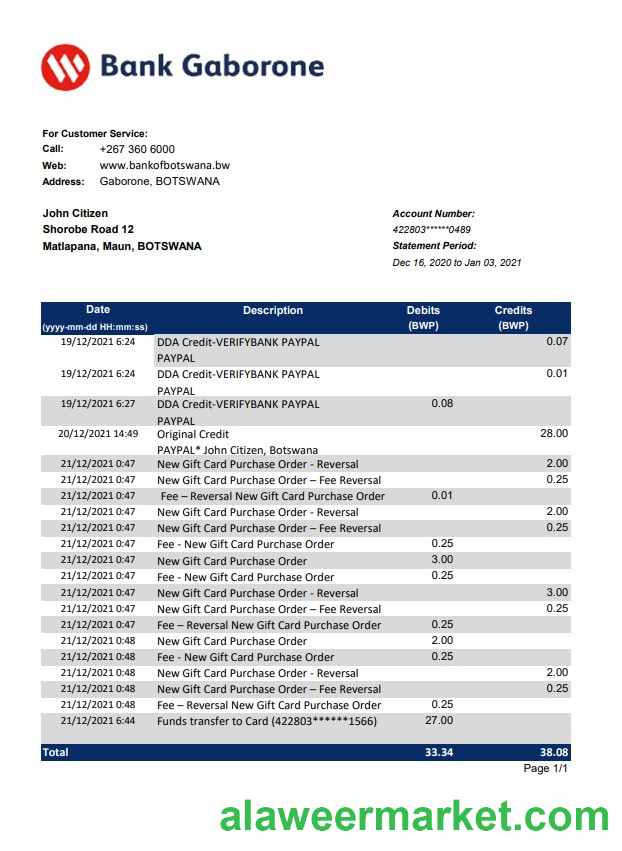 Bank Gaborone
For Customer Service:
Call: +267 360 6000
Web: www.bankofbotswana.bw
Address: Gaborone, BOTSWANA
John Citizen
Shorobe Road 12
Matlapana, Maun, BOTSWANA
Account Number:
422803******0489
Statement Period:
Dec 16, 2020 to Jan 03, 2021
Date Description Debits Credits
(yyyy-mm-dd HH:mm:ss) (BWP) (BWP)
19/12/2021 6:24 DDA Credit-VERIFYBANK PAYPAL 0.07
PAYPAL
19/12/2021 6:24 DDA Credit-VERIFYBANK PAYPAL 0.01
PAYPAL
19/12/2021 6:27 DDA Credit-VERIFYBANK PAYPAL 0.08
PAYPAL
20/12/2021 14:49 Original Credit 28.00
PAYPAL* John Citizen, Botswana
21/12/2021 0:47 New Gift Card Purchase Order - Reversal 2.00
21/12/2021 0:47 New Gift Card Purchase Order – Fee Reversal 0.25
21/12/2021 0:47 Fee – Reversal New Gift Card Purchase Order 0.01
21/12/2021 0:47 New Gift Card Purchase Order - Reversal 2.00
21/12/2021 0:47 New Gift Card Purchase Order – Fee Reversal 0.25
21/12/2021 0:47 Fee - New Gift Card Purchase Order 0.25
21/12/2021 0:47 New Gift Card Purchase Order 3.00
21/12/2021 0:47 Fee - New Gift Card Purchase Order 0.25
21/12/2021 0:47 New Gift Card Purchase Order - Reversal 3.00
21/12/2021 0:47 New Gift Card Purchase Order – Fee Reversal 0.25
21/12/2021 0:47 Fee – Reversal New Gift Card Purchase Order 0.25
21/12/2021 0:48 New Gift Card Purchase Order 2.00
21/12/2021 0:48 Fee - New Gift Card Purchase Order 0.25
21/12/2021 0:48 New Gift Card Purchase Order - Reversal 2.00
21/12/2021 0:48 New Gift Card Purchase Order – Fee Reversal 0.25
21/12/2021 0:48 Fee – Reversal New Gift Card Purchase Order 0.25
21/12/2021 6:44 Funds transfer to Card (422803******1566) 27.00
Total 33.34 38.08
Page 1/1
alaweermarket.com